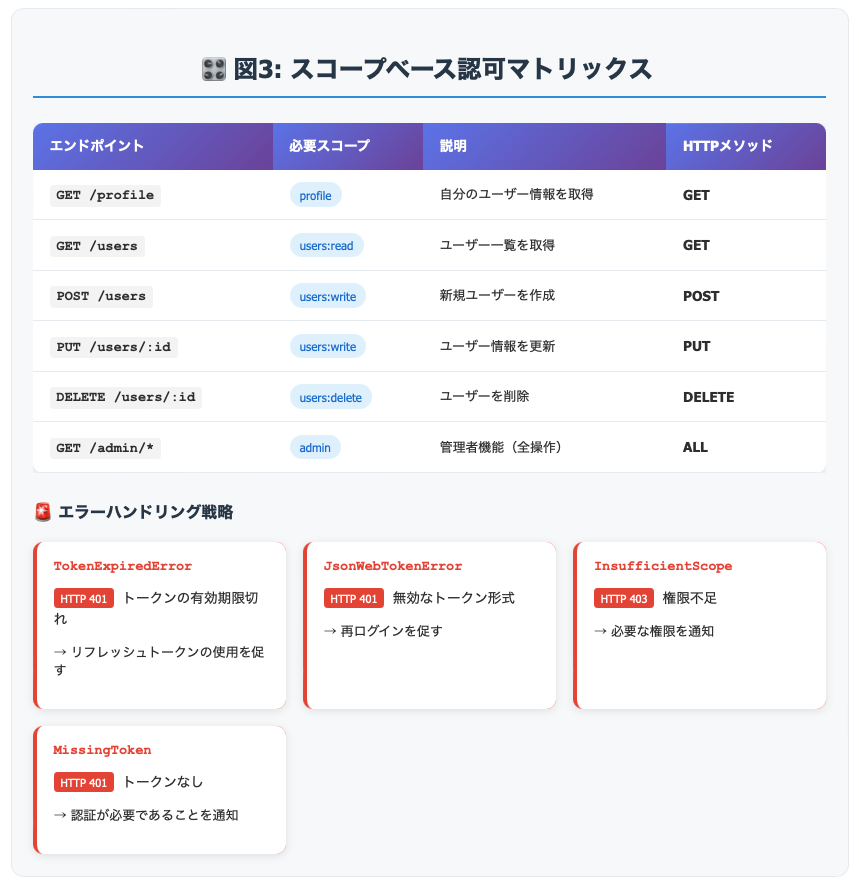 🎛️ 図3: スコープベース認可マトリックス
エンドポイント 必要スコープ 説明 HTTPメソッド
GET /profile profile 自分のユーザー情報を取得 GET
GET /users users:read ユーザー一覧を取得 GET
POST /users users:write 新規ユーザーを作成 POST
PUT /users/:id users:write ユーザー情報を更新 PUT
DELETE /users/:id users:delete ユーザーを削除 DELETE
GET /admin/* admin 管理者機能（全操作） ALL
🚨 エラーハンドリング戦略
TokenExpiredError
HTTP 401 トークンの有効期限切
れ
→ リフレッシュトークンの使用を促
す
JsonWebTokenError
HTTP 401 無効なトークン形式
→ 再ログインを促す
InsufficientScope
HTTP 403 権限不足
→ 必要な権限を通知
MissingToken
HTTP 401 トークンなし
→ 認証が必要であることを通知